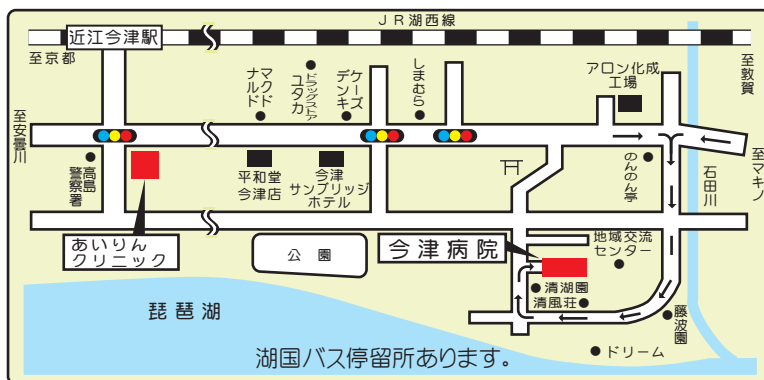 JR湖西線
近江今津駅
至京都
至敦賀
マクド
ナルド
ドラッグストア
ユタカ
ケーズ
デンキ
しまむら
アロン化成
工場
至安曇川
至マキノ
高島
警察署
平和堂
今津店
今津
サンブリッジ
ホテル
のんのん亭
石田川
あいりん
クリニック
公園
今津病院
地域交流
センター
清湖園
清風荘
藤波園
琵琶湖
湖国バス停留所あります。
ドリーム